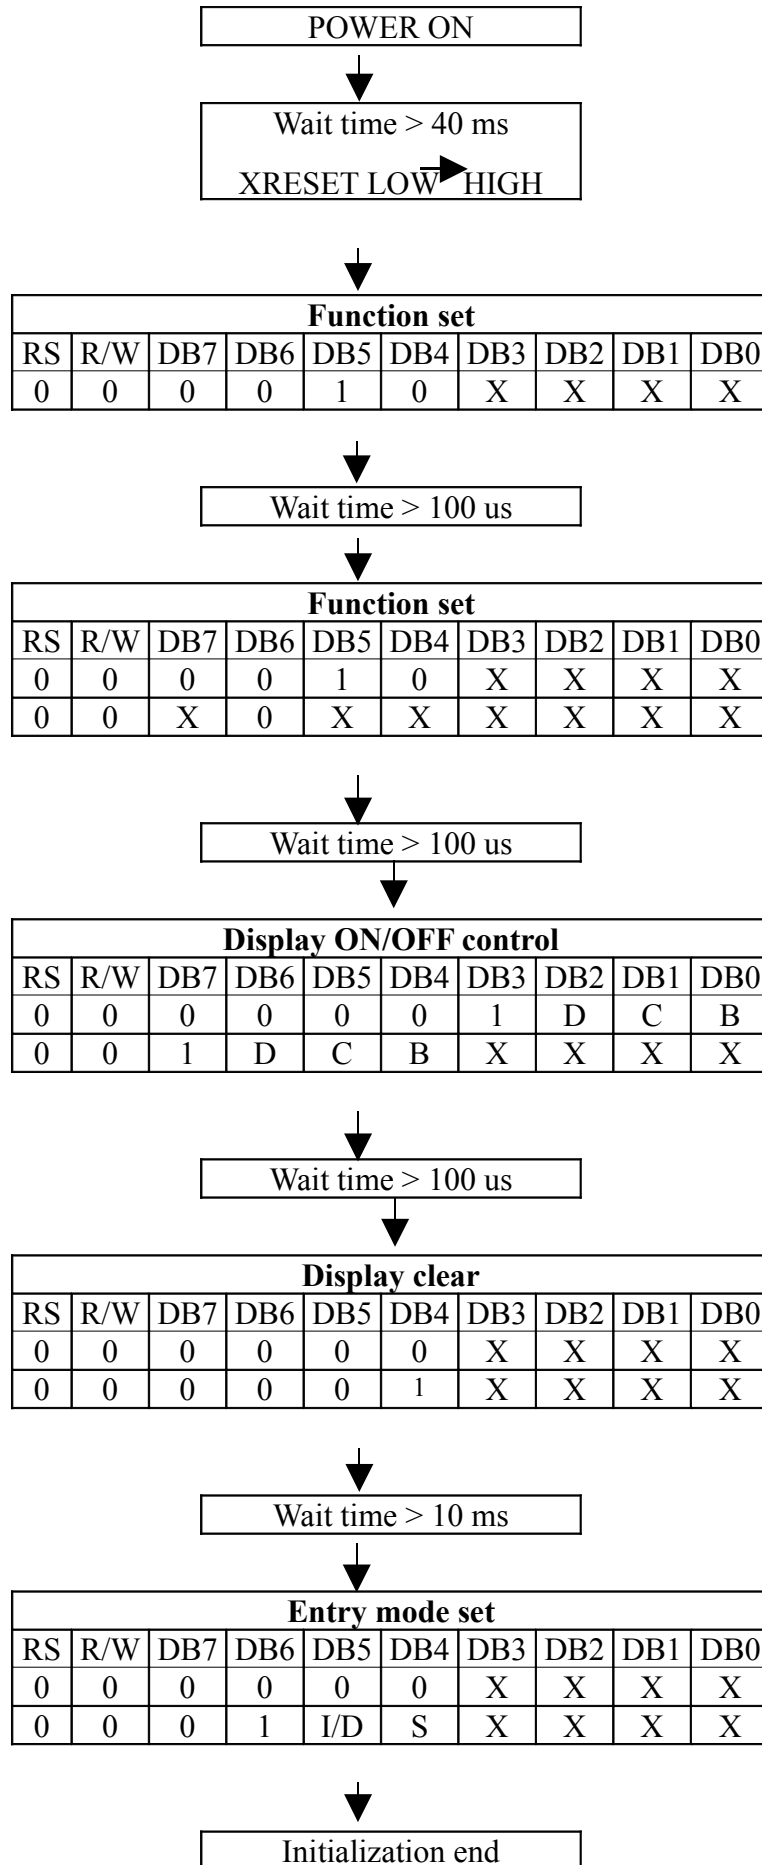 POWER ON
Wait time > 40 ms
XRESET LOW HIGH
Function set
RS R/W DB7 DB6 DB5 DB4 DB3 DB2 DB1 DB0
0 0 0 0 1 0 X X X X
Wait time > 100 us
Function set
RS R/W DB7 DB6 DB5 DB4 DB3 DB2 DB1 DB0
0 0 0 0 1 0 X X X X
0 0 X 0 X X X X X X
Wait time > 100 us
Display ON/OFF control
RS R/W DB7 DB6 DB5 DB4 DB3 DB2 DB1 DB0
0 0 0 0 0 0 1 D C B
0 0 1 D C B X X X X
Wait time > 100 us
Display clear
RS R/W DB7 DB6 DB5 DB4 DB3 DB2 DB1 DB0
0 0 0 0 0 0 X X X X
0 0 0 0 0 1 X X X X
Wait time > 10 ms
Entry mode set
RS R/W DB7 DB6 DB5 DB4 DB3 DB2 DB1 DB0
0 0 0 0 0 0 X X X X
0 0 0 1 I/D S X X X X
Initialization end